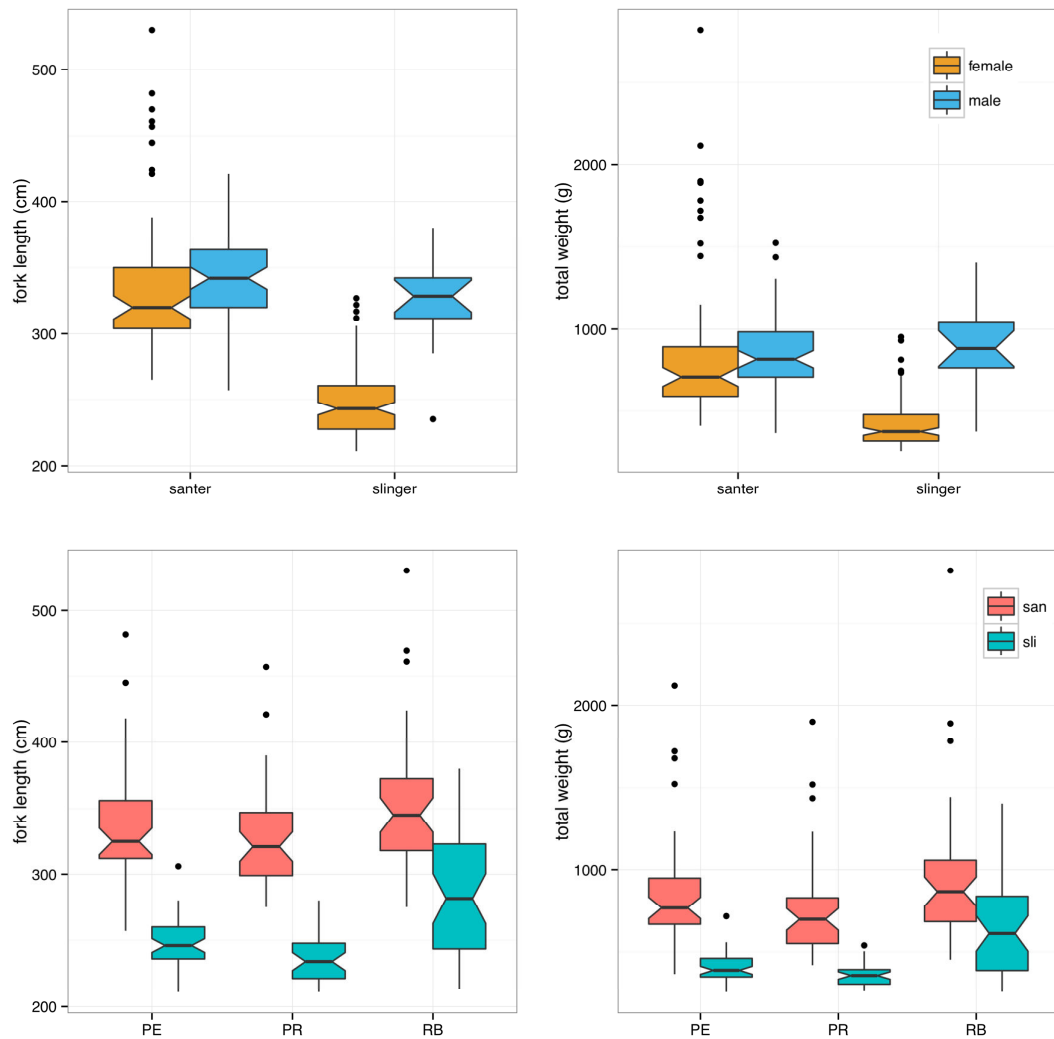 500
400
300
200
fork length (cm)
santer
slinger
2000
1000
total weight (g)
female
male
santer
slinger
500
400
300
200
fork length (cm)
PE
PR
RB
2000
1000
total weight (g)
san
sli
PE
PR
RB